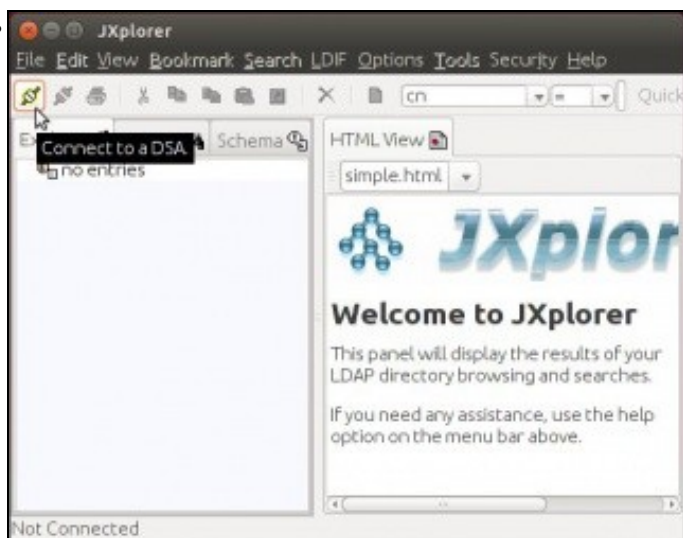 JXplorer
File Edit View Bookmark Search LDIF Options Tools Security Help
cn = Quick
Ex Schema
HTML View
Connect to a DSA
no entries
simple.html
JXplor
Welcome to JXplorer
This panel will display the results of your
LDAP directory browsing and searches.
If you need any assistance, use the help
option on the menu bar above.
Not Connected